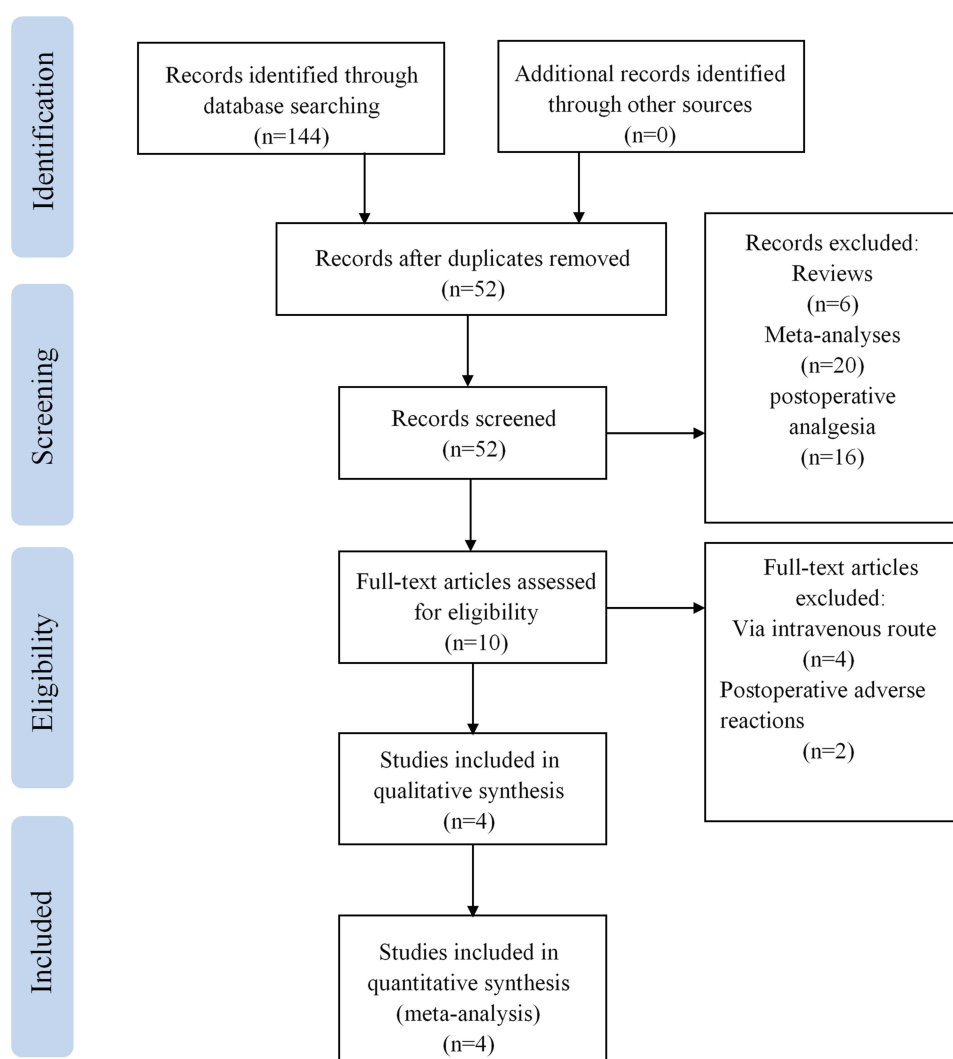 Identification
Records identified through
database searching
(n=144)
Additional records identified
through other sources
(n=0)
Records after duplicates removed
(n=52)
Screening
Records screened
(n=52)
Records excluded:
Reviews
(n=6)
Meta-analyses
(n=20)
postoperative
analgesia
(n=16)
Eligibility
Full-text articles assessed
for eligibility
(n=10)
Full-text articles
excluded:
Via intravenous route
(n=4)
Postoperative adverse
reactions
(n=2)
Studies included in
qualitative synthesis
(n=4)
Included
Studies included in
quantitative synthesis
(meta-analysis)
(n=4)